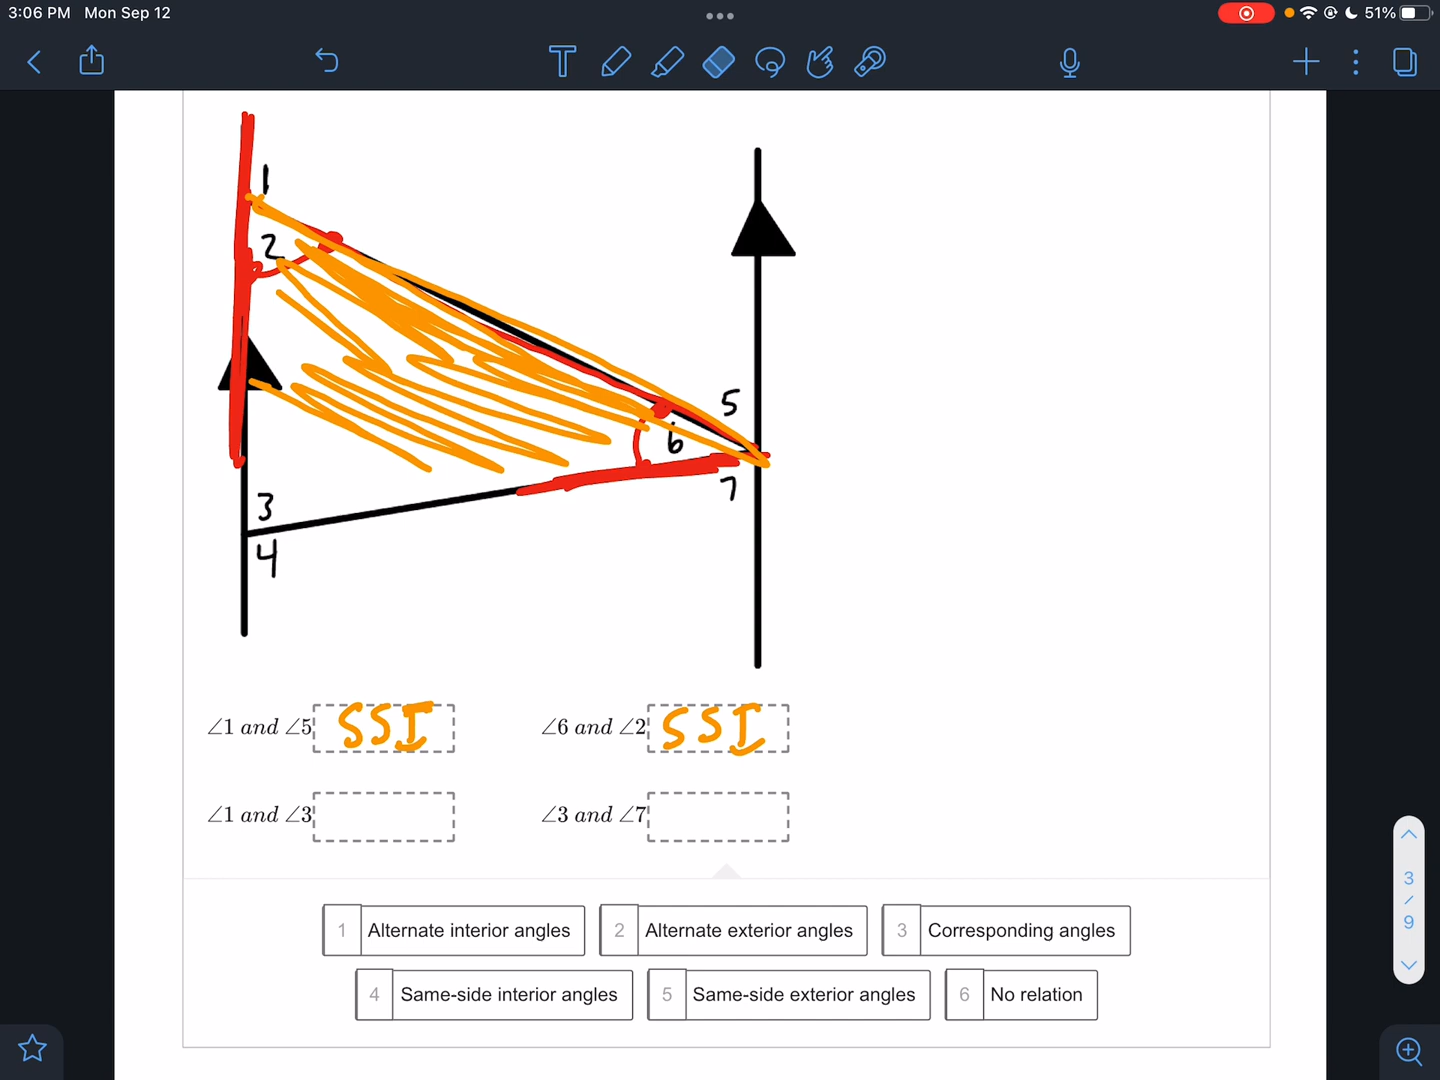 3:06 PM Mon Sep 12
51%
1
2
5
6
7
3
4
∠1 and ∠5 SSI ∠6 and ∠2 SSI
∠1 and ∠3 ∠3 and ∠7
1 Alternate interior angles 2 Alternate exterior angles 3 Corresponding angles
4 Same-side interior angles 5 Same-side exterior angles 6 No relation
3 / 9